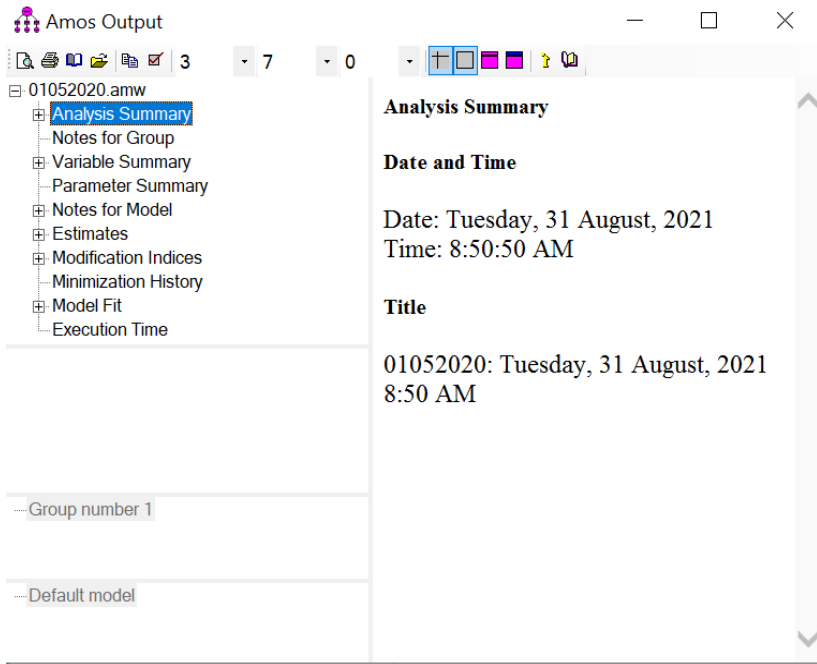 Amos Output
3 7 0
01052020.amw
Analysis Summary
Notes for Group
Variable Summary
Parameter Summary
Notes for Model
Estimates
Modification Indices
Minimization History
Model Fit
Execution Time
Group number 1
Default model
Analysis Summary
Date and Time
Date: Tuesday, 31 August, 2021
Time: 8:50:50 AM
Title
01052020: Tuesday, 31 August, 2021
8:50 AM